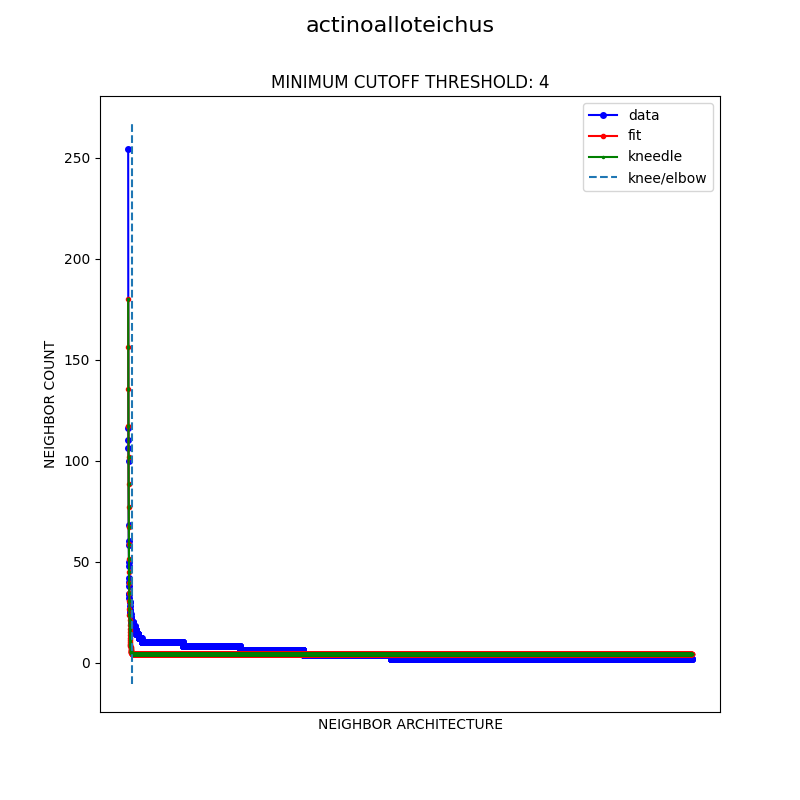 actinoalloteichus
MINIMUM CUTOFF THRESHOLD: 4
data
fit
kneedle
knee/elbow
250
200
150
100
50
0
NEIGHBOR COUNT
NEIGHBOR ARCHITECTURE